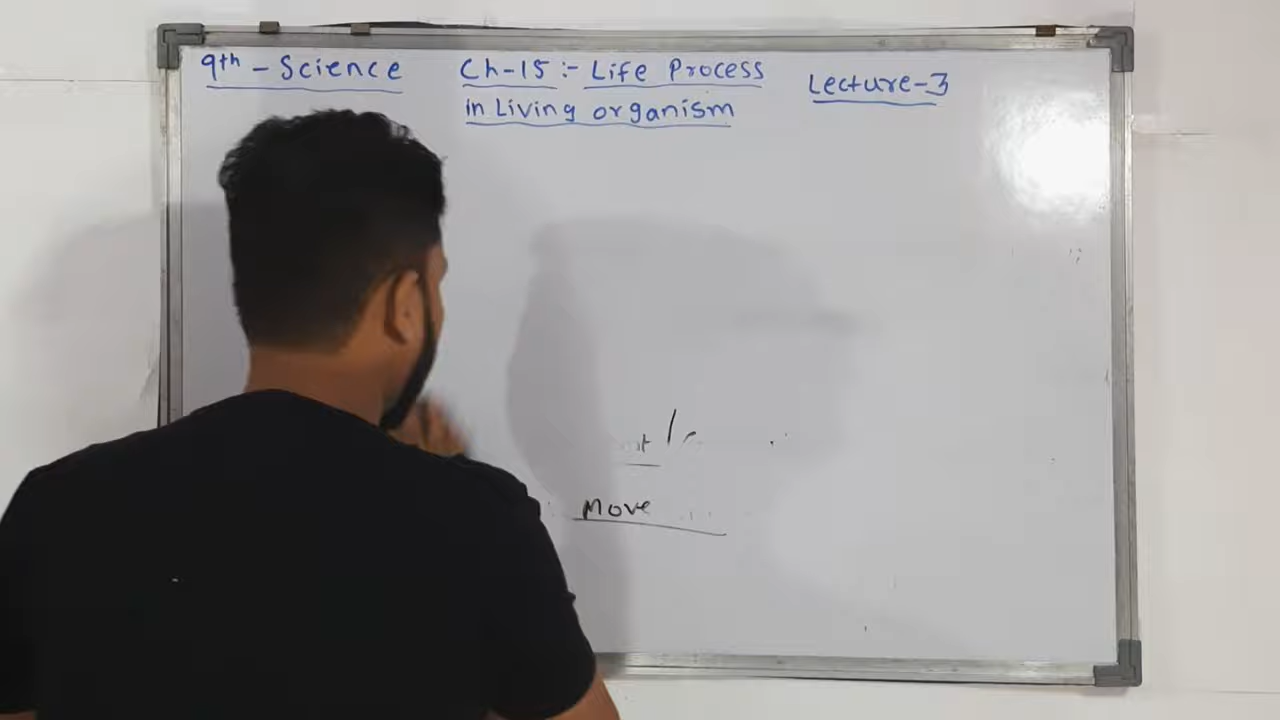 9th - Science
Ch-15 :- Life Process
in Living organism
Lecture-3
Move